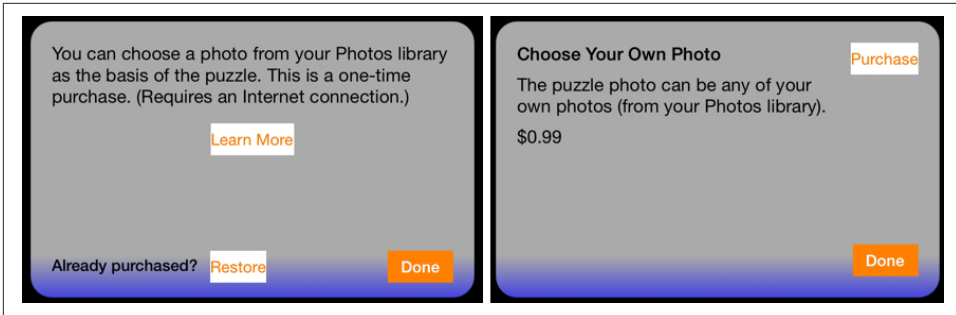 You can choose a photo from your Photos library
as the basis of the puzzle. This is a one-time
purchase. (Requires an Internet connection.)
Learn More
Already purchased? Restore Done
Choose Your Own Photo Purchase
The puzzle photo can be any of your
own photos (from your Photos library).
$0.99
Done